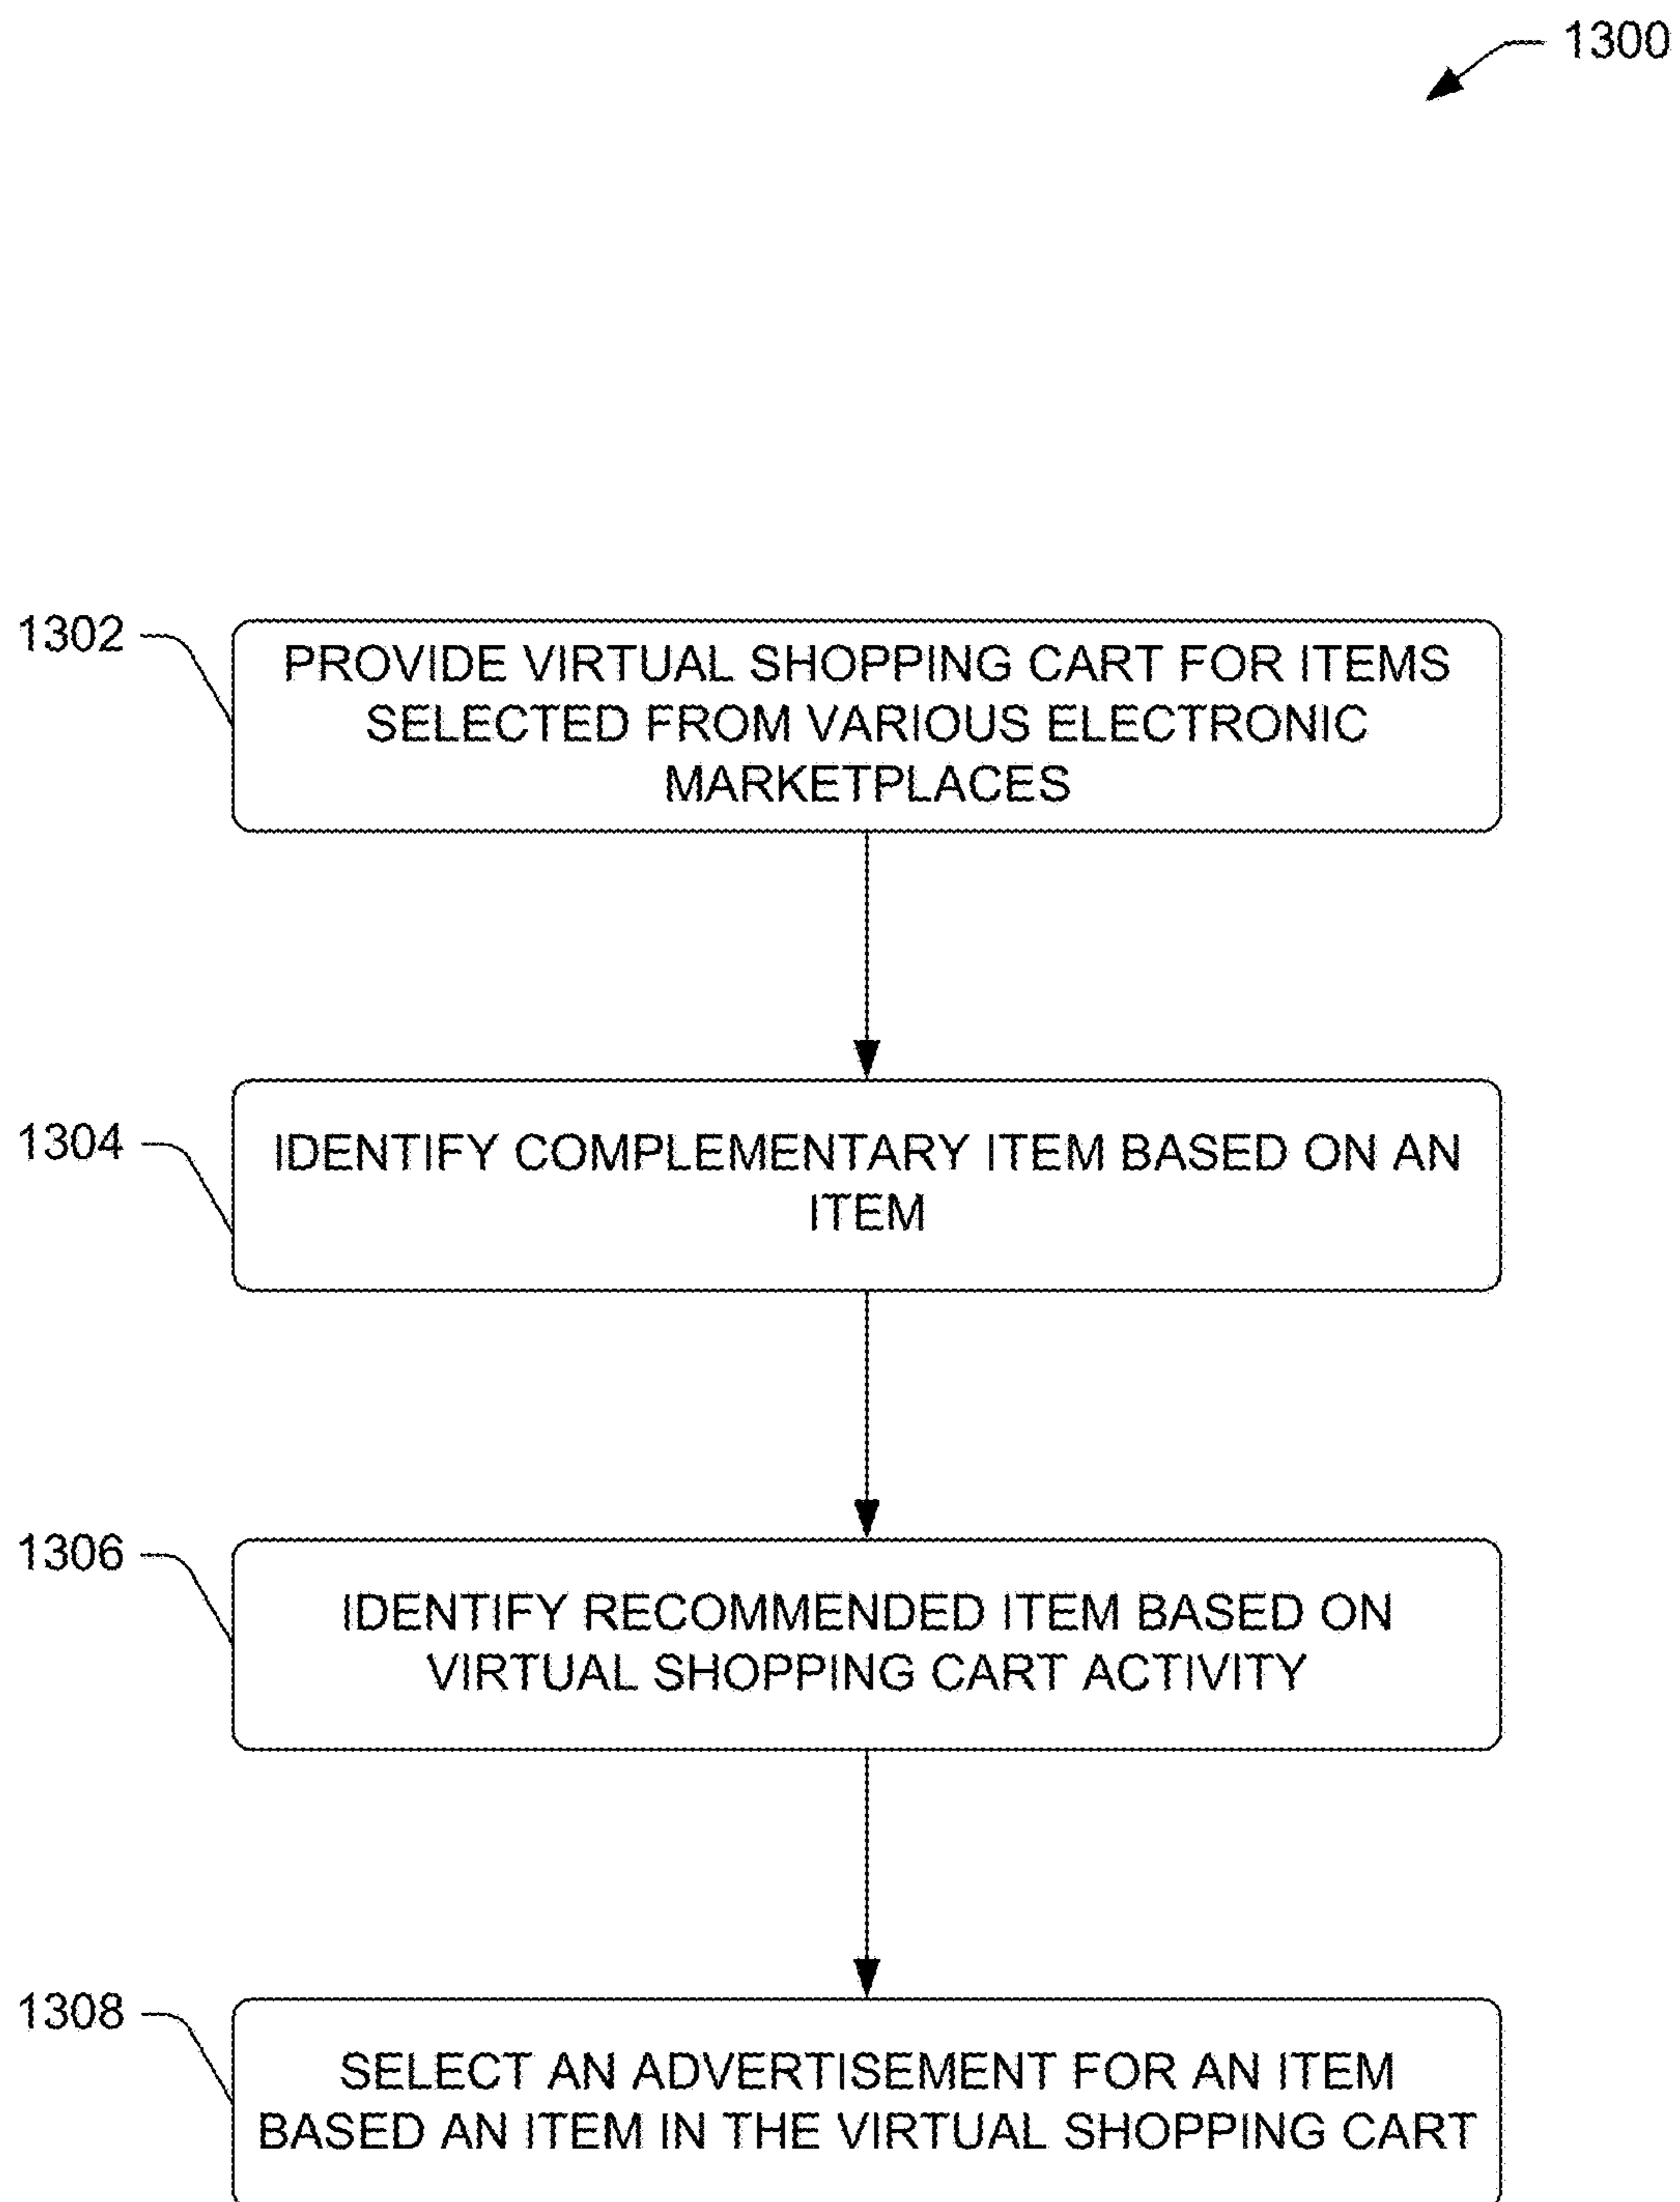 1300
1302
PROVIDE VIRTUAL SHOPPING CART FOR ITEMS
SELECTED FROM VARIOUS ELECTRONIC
MARKETPLACES
1304
IDENTIFY COMPLEMENTARY ITEM BASED ON AN
ITEM
1306
IDENTIFY RECOMMENDED ITEM BASED ON
VIRTUAL SHOPPING CART ACTIVITY
1308
SELECT AN ADVERTISEMENT FOR AN ITEM
BASED AN ITEM IN THE VIRTUAL SHOPPING CART